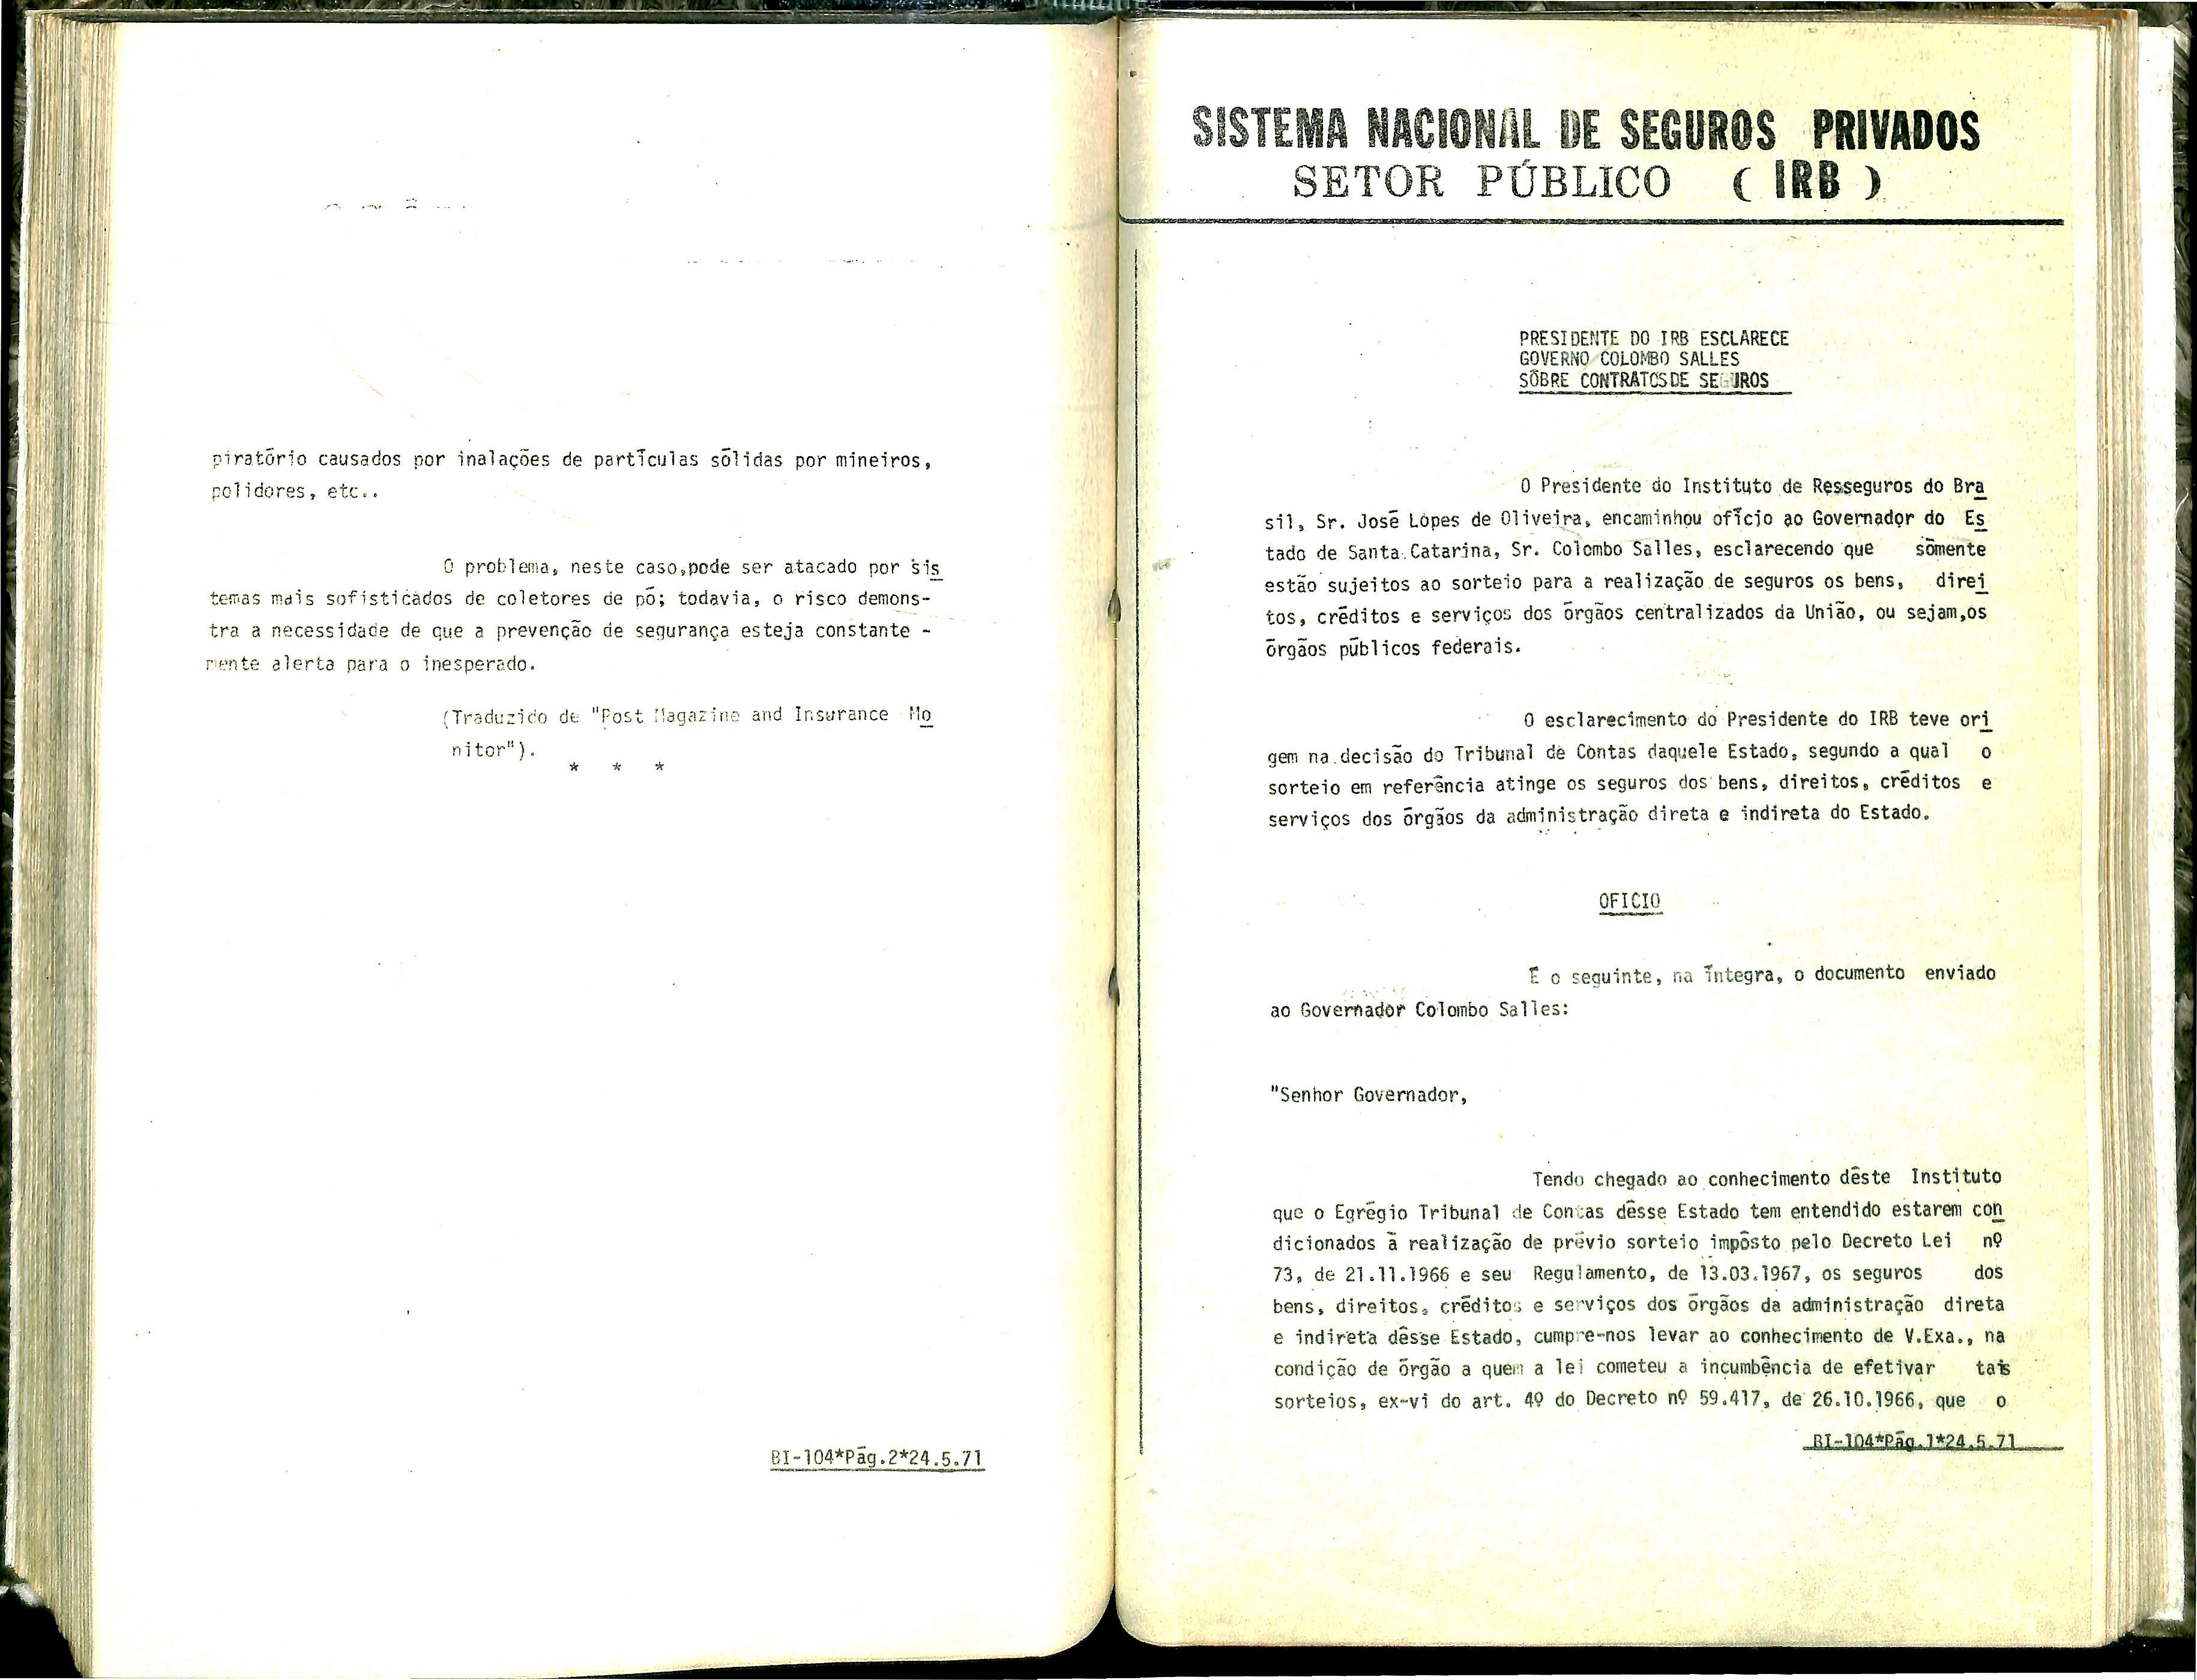 piratório causados por inalações de partículas sólidas por mineiros,
polidores, etc..
O problema, neste caso,pode ser atacado por sis
temas mais sofisticados de coletores de pó; todavia, o risco demons-
tra a necessidade de que a prevenção de segurança esteja constante -
mente alerta para o inesperado.
(Traduzido de "Post Magazine and Insurance Mo
nitor").
* * *
BI-104*Pág.2*24.5.71
SISTEMA NACIONAL DE SEGUROS PRIVADOS
SETOR PÚBLICO ( IRB )
PRESIDENTE DO IRB ESCLARECE
GOVERNO COLOMBO SALLES
SÔBRE CONTRATOS DE SEGUROS
O Presidente do Instituto de Resseguros do Bra
sil, Sr. José Lopes de Oliveira, encaminhou ofício ao Governador do Es
tado de Santa Catarina, Sr. Colombo Salles, esclarecendo que sòmente
estão sujeitos ao sorteio para a realização de seguros os bens, direi
tos, créditos e serviços dos órgãos centralizados da União, ou sejam,os
órgãos públicos federais.
O esclarecimento do Presidente do IRB teve ori
gem na decisão do Tribunal de Contas daquele Estado, segundo a qual o
sorteio em referência atinge os seguros dos bens, direitos, créditos e
serviços dos órgãos da administração direta e indireta do Estado.
OFICIO
É o seguinte, na íntegra, o documento enviado
ao Governador Colombo Salles:
"Senhor Governador,
Tendo chegado ao conhecimento dêste Instituto
que o Egrégio Tribunal de Contas dêsse Estado tem entendido estarem con
dicionados à realização de prévio sorteio impôsto pelo Decreto Lei nº
73, de 21.11.1966 e seu Regulamento, de 13.03.1967, os seguros dos
bens, direitos, créditos e serviços dos órgãos da administração direta
e indireta dêsse Estado, cumpre-nos levar ao conhecimento de V.Exa., na
condição de órgão a quem a lei cometeu a incumbência de efetivar tais
sorteios, ex-vi do art. 4º do Decreto nº 59.417, de 26.10.1966, que o
BI-104*Pág.1*24.5.71